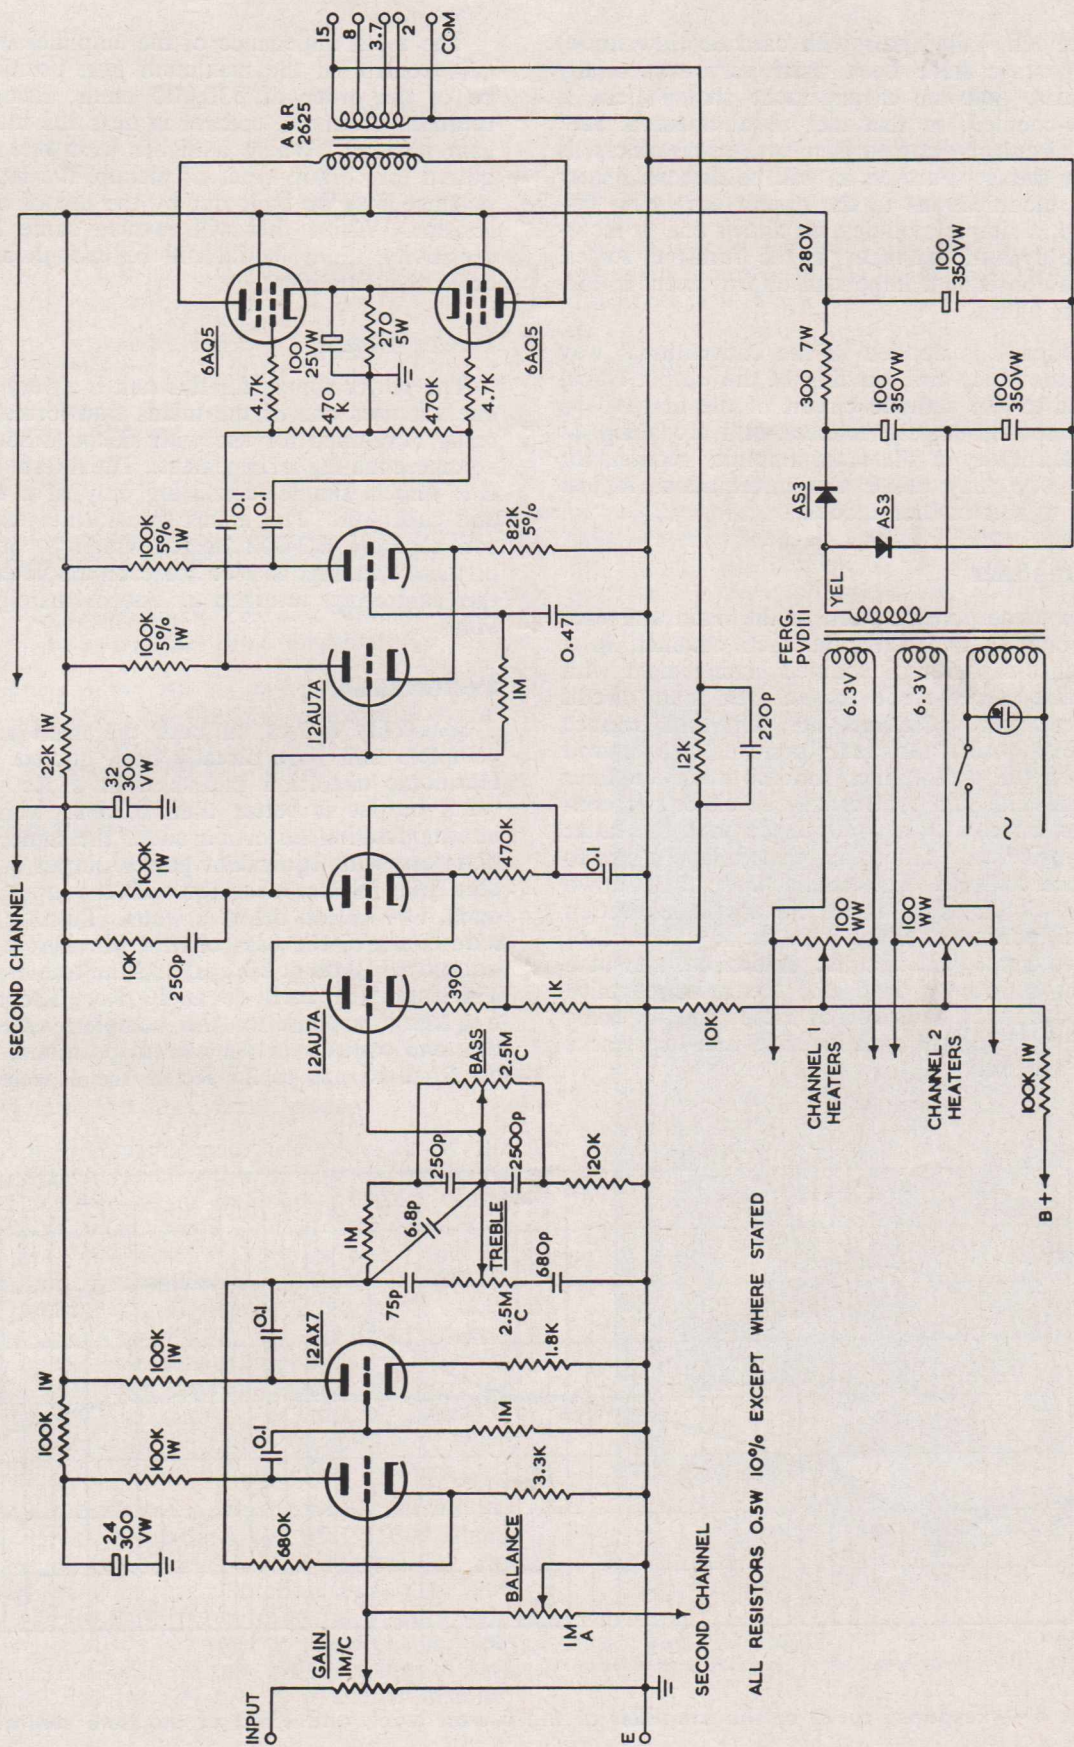 SECOND CHANNEL
SECOND CHANNEL
100K 1W
22K 1W
24
300
VW
100K
1W
100K
1W
10K
250p
100K
1W
32
300
VW
100K
5%
1W
100K
5%
1W
0.1
0.1
4.7K
470
K
470K
4.7K
6AQ5
100
25VW
270
5W
6AQ5
A & R
2625
15
8
3.7
2
COM
INPUT
GAIN
1M/C
680K
0.1
0.1
12AX7
1M
3.3K
1.8K
BALANCE
1M
A
SECOND CHANNEL
E
1M
6.8p
75p
TREBLE
2.5M
C
680p
250p
2500p
BASS
2.5M
C
120K
12AU7A
390
1K
470K
0.1
12AU7A
1M
0.47
82K
5%
12K
220p
10K
CHANNEL 1
HEATERS
CHANNEL 2
HEATERS
100
WW
100
WW
100K 1W
B+
6.3V
6.3V
FERG.
PVD111
YEL
AS3
AS3
300 7W
280V
100
350VW
100
350VW
100
350VW
ALL RESISTORS 0.5W 10% EXCEPT WHERE STATED